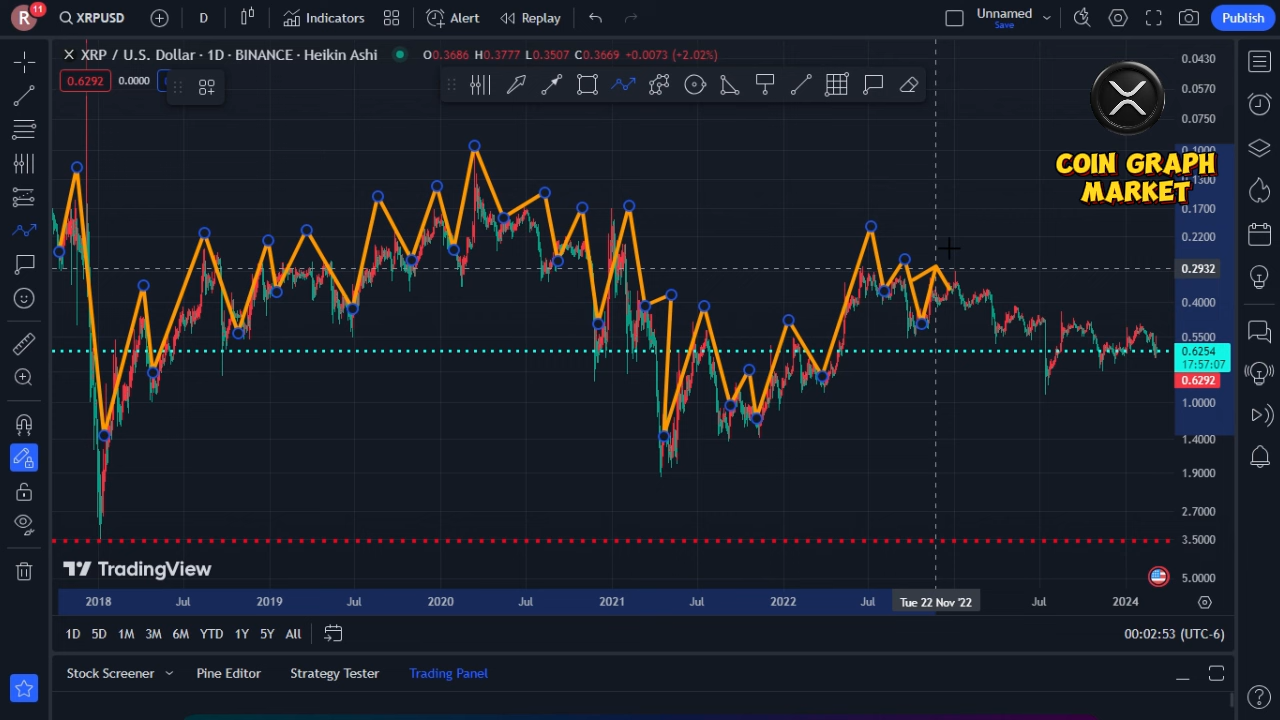 R 11 XRPUSD D Indicators Alert Replay Unnamed Save Publish
XRP / U.S. Dollar · 1D · BINANCE · Heikin Ashi O0.3686 H0.3777 L0.3507 C0.3669 +0.0073 (+2.02%)
0.6292 0.0000
COIN GRAPH
MARKET
0.0430
0.0570
0.0750
0.1000
0.1300
0.1700
0.2200
0.2932
0.4000
0.5500
0.6254
17:57:07
0.6292
1.0000
1.4000
1.9000
2.7000
3.5000
5.0000
TradingView
2018 Jul 2019 Jul 2020 Jul 2021 Jul 2022 Jul Tue 22 Nov '22 Jul 2024
1D 5D 1M 3M 6M YTD 1Y 5Y All 00:02:53 (UTC-6)
Stock Screener Pine Editor Strategy Tester Trading Panel